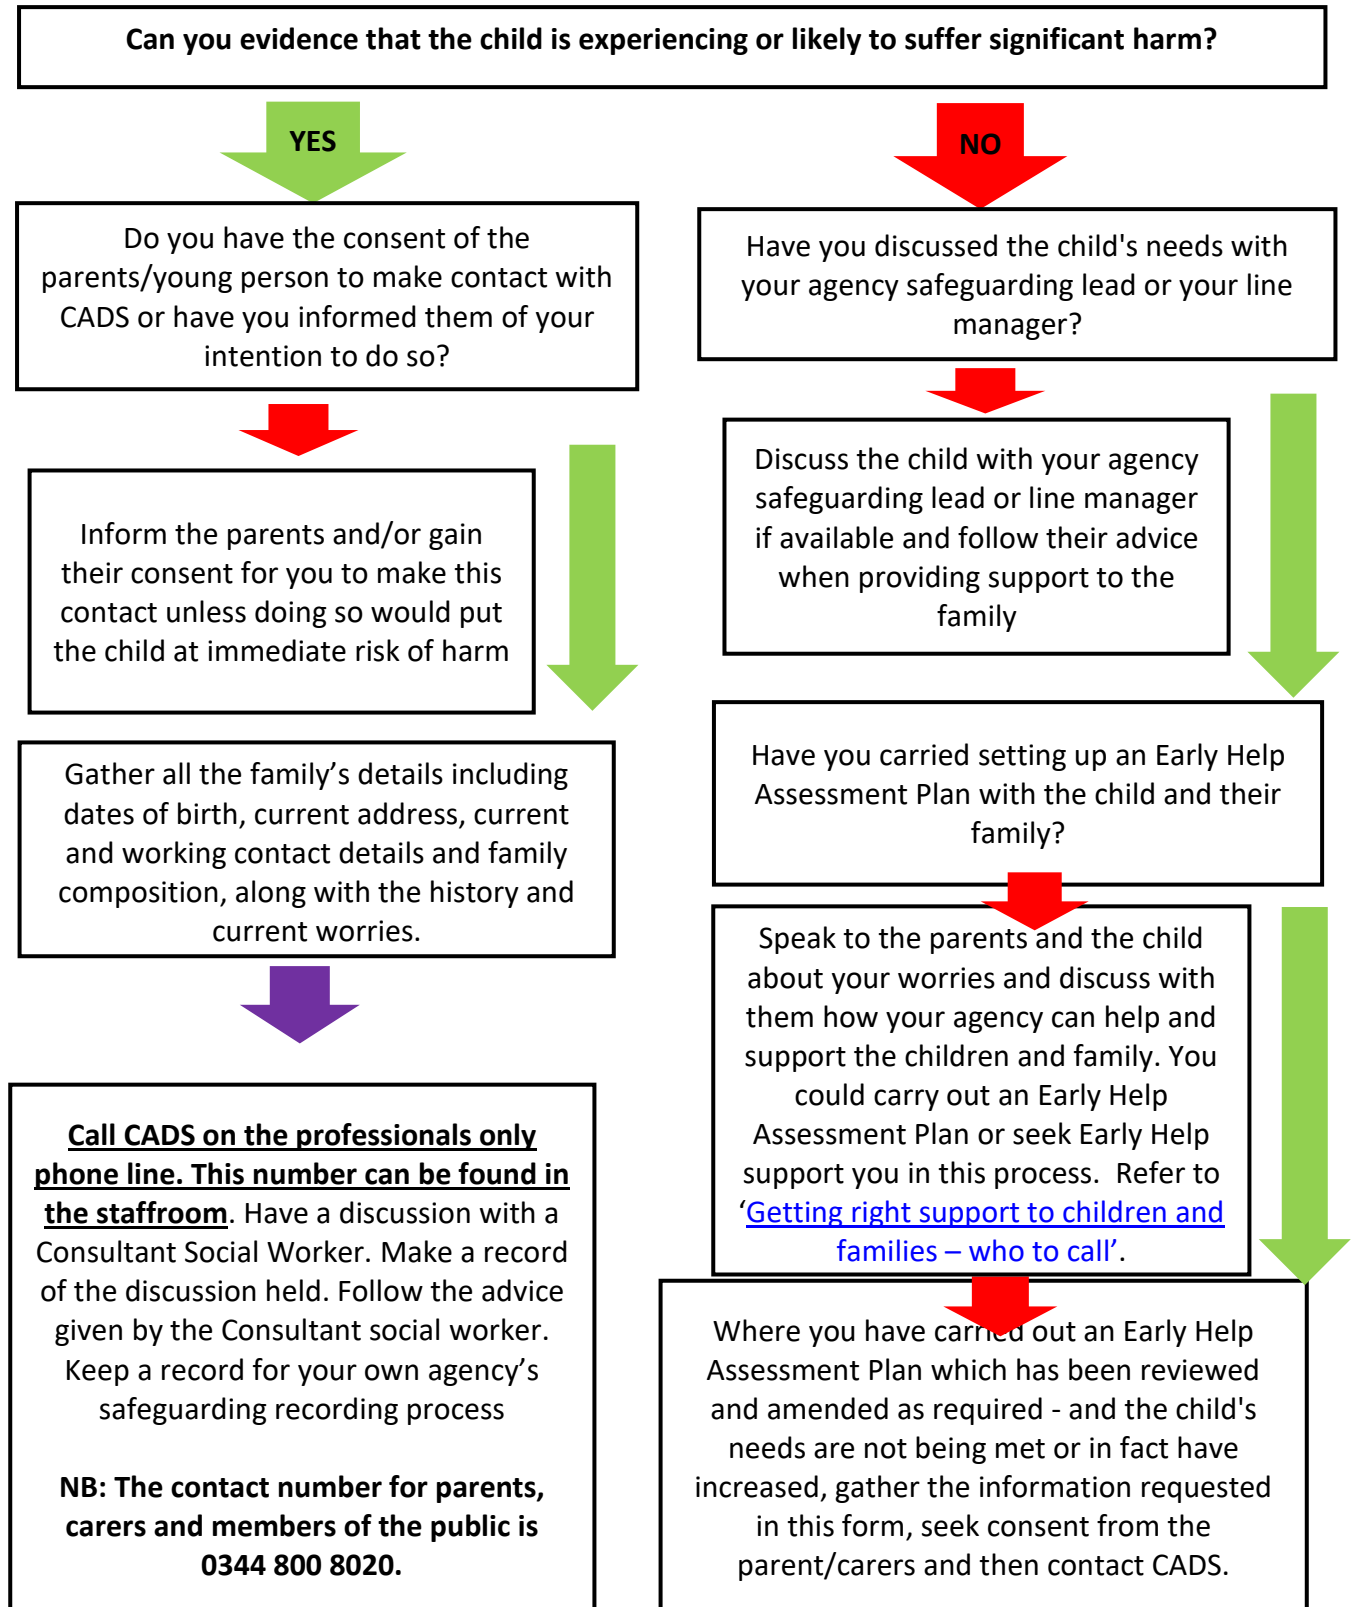 Can you evidence that the child is experiencing or likely to suffer significant harm?
YES
NO
Do you have the consent of the
parents/young person to make contact with
CADS or have you informed them of your
intention to do so?
Have you discussed the child's needs with
your agency safeguarding lead or your line
manager?
Inform the parents and/or gain
their consent for you to make this
contact unless doing so would put
the child at immediate risk of harm
Discuss the child with your agency
safeguarding lead or line manager
if available and follow their advice
when providing support to the
family
Gather all the family’s details including
dates of birth, current address, current
and working contact details and family
composition, along with the history and
current worries.
Have you carried setting up an Early Help
Assessment Plan with the child and their
family?
Speak to the parents and the child
about your worries and discuss with
them how your agency can help and
support the children and family. You
could carry out an Early Help
Assessment Plan or seek Early Help
support you in this process.  Refer to
‘Getting right support to children and
families – who to call’.
Call CADS on the professionals only
phone line. This number can be found in
the staffroom. Have a discussion with a
Consultant Social Worker. Make a record
of the discussion held. Follow the advice
given by the Consultant social worker.
Keep a record for your own agency’s
safeguarding recording process
NB: The contact number for parents,
carers and members of the public is
0344 800 8020.
Where you have carried out an Early Help
Assessment Plan which has been reviewed
and amended as required - and the child's
needs are not being met or in fact have
increased, gather the information requested
in this form, seek consent from the
parent/carers and then contact CADS.